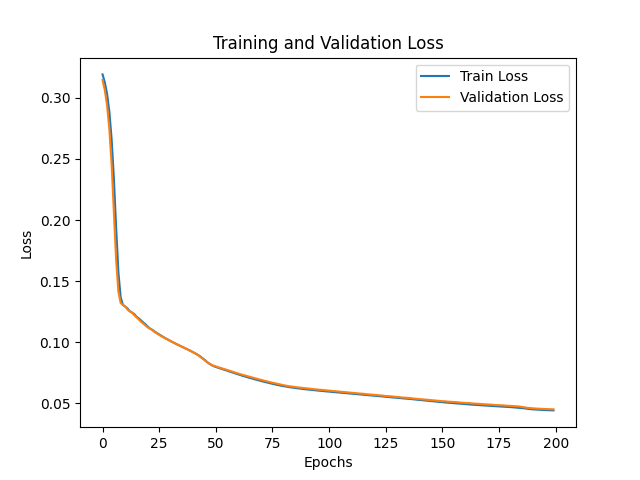 Training and Validation Loss
Train Loss
Validation Loss
0.30
0.25
0.20
0.15
0.10
0.05
Loss
0 25 50 75 100 125 150 175 200
Epochs